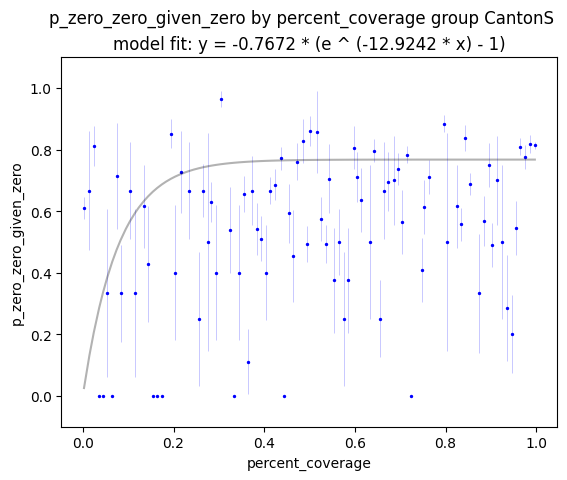 p_zero_zero_given_zero by percent_coverage group CantonS
model fit: y = -0.7672 * (e ^ (-12.9242 * x) - 1)
1.0
0.8
0.6
0.4
0.2
0.0
p_zero_zero_given_zero
0.0 0.2 0.4 0.6 0.8 1.0
percent_coverage